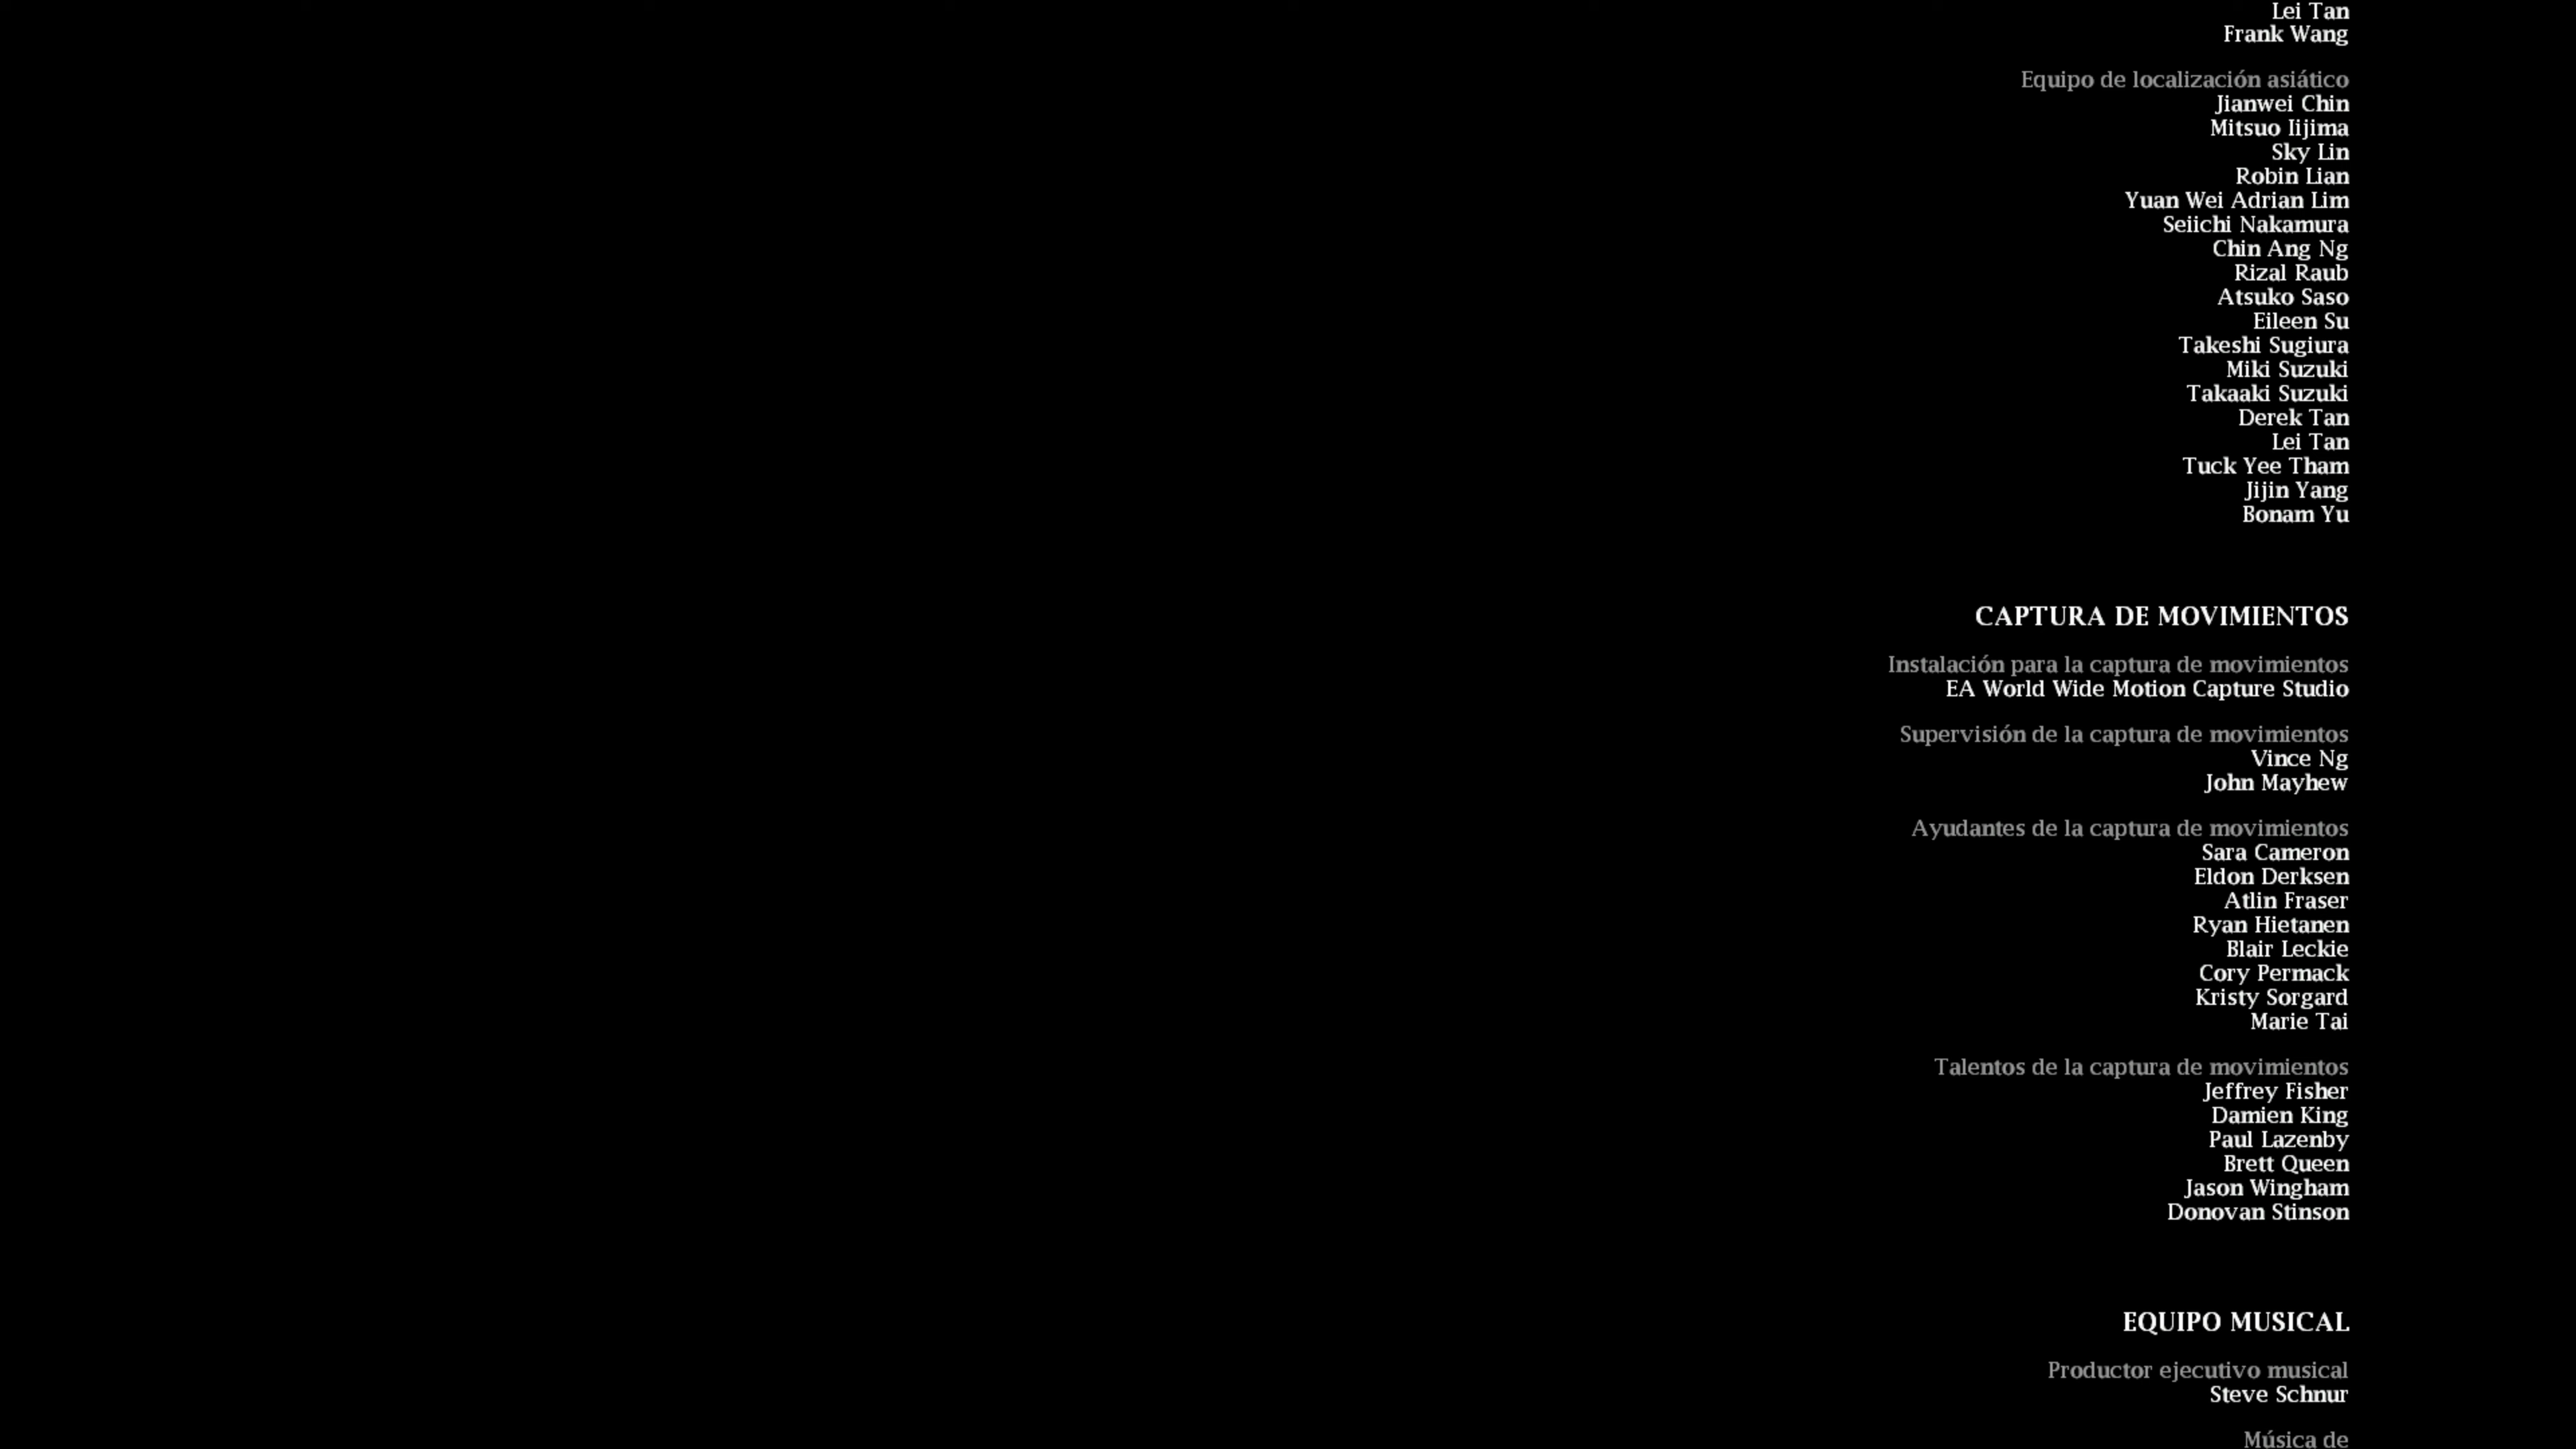 Lei Tan
Frank Wang
Equipo de localización asiático
Jianwei Chin
Mitsuo Iijima
Sky Lin
Robin Lian
Yuan Wei Adrian Lim
Seiichi Nakamura
Chin Ang Ng
Rizal Raub
Atsuko Saso
Eileen Su
Takeshi Sugiura
Miki Suzuki
Takaaki Suzuki
Derek Tan
Lei Tan
Tuck Yee Tham
Jijin Yang
Bonam Yu
CAPTURA DE MOVIMIENTOS
Instalación para la captura de movimientos
EA World Wide Motion Capture Studio
Supervisión de la captura de movimientos
Vince Ng
John Mayhew
Ayudantes de la captura de movimientos
Sara Cameron
Eldon Derksen
Atlin Fraser
Ryan Hietanen
Blair Leckie
Cory Permack
Kristy Sorgard
Marie Tai
Talentos de la captura de movimientos
Jeffrey Fisher
Damien King
Paul Lazenby
Brett Queen
Jason Wingham
Donovan Stinson
EQUIPO MUSICAL
Productor ejecutivo musical
Steve Schnur
Música de